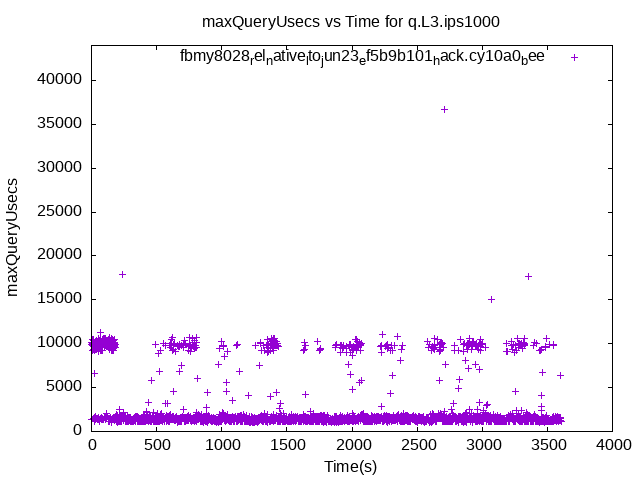 maxQueryUsecs vs Time for q.L3.ips1000
fbmy8028relnativeitojun23ef5b9b101hack.cy10a0bee
maxQueryUsecs
40000
35000
30000
25000
20000
15000
10000
5000
0
0 500 1000 1500 2000 2500 3000 3500 4000
Time(s)